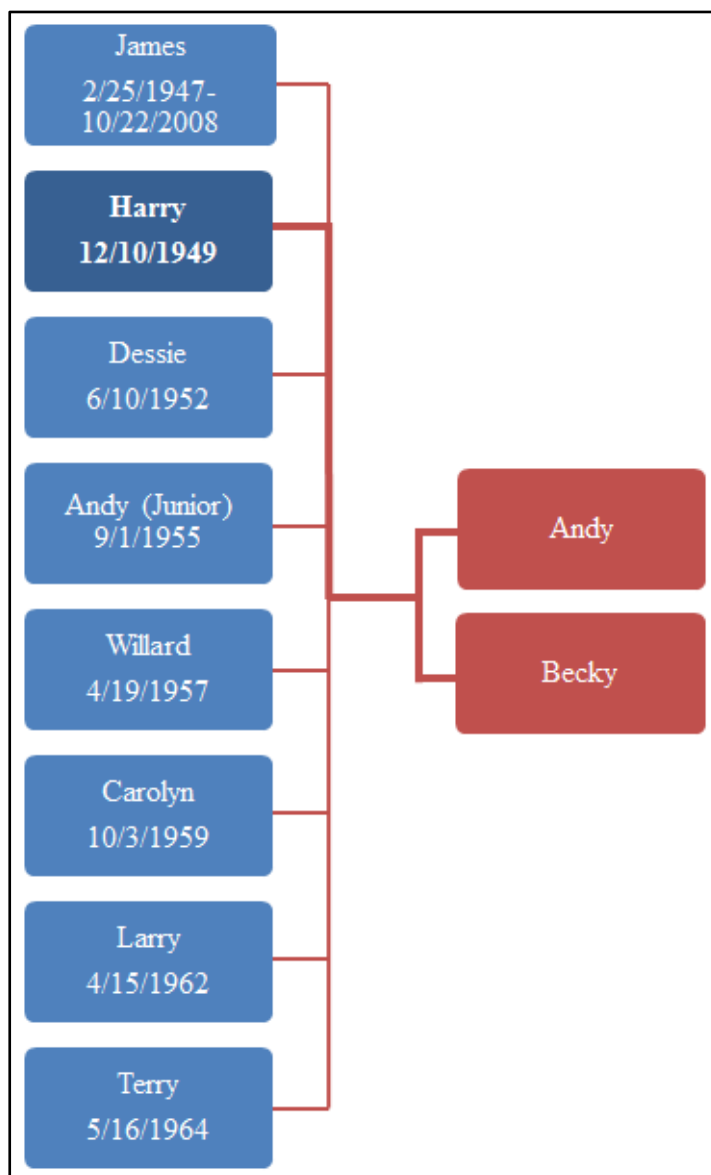 James
2/25/1947-
10/22/2008
Harry
12/10/1949
Dessie
6/10/1952
Andy (Junior)
9/1/1955
Willard
4/19/1957
Carolyn
10/3/1959
Larry
4/15/1962
Terry
5/16/1964
Andy
Becky